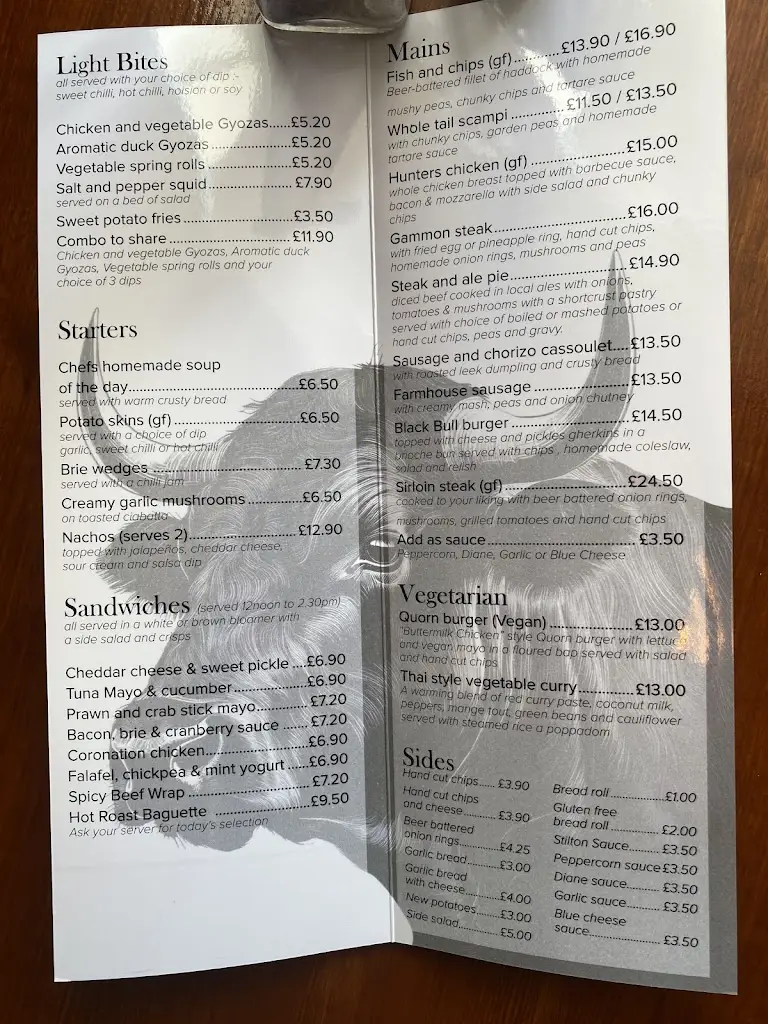 Light Bites
all served with your choice of dip :-
sweet chilli, hot chilli, hoision or soy
Chicken and vegetable Gyozas......£5.20
Aromatic duck Gyozas..................£5.20
Vegetable spring rolls ..................£5.20
Salt and pepper squid...................£7.90
served on a bed of salad
Sweet potato fries .........................£3.50
Combo to share ............................£11.90
Chicken and vegetable Gyozas, Aromatic duck
Gyozas, Vegetable spring rolls and your
choice of 3 dips
Starters
Chefs homemade soup
of the day.......................................£6.50
served with warm crusty bread
Potato skins (gf) ............................£6.50
served with a choice of dip
garlic, sweet chilli or hot chilli
Brie wedges ..................................£7.30
served with a chilli jam
Creamy garlic mushrooms ............£6.50
on toasted ciabatta
Nachos (serves 2)..........................£12.90
topped with jalapeños, cheddar cheese,
sour cream and salsa dip
Sandwiches (served 12noon to 2.30pm)
all served in a white or brown bloomer with
a side salad and crisps
Cheddar cheese & sweet pickle ....£6.90
Tuna Mayo & cucumber..................£6.90
Prawn and crab stick mayo.............£7.20
Bacon, brie & cranberry sauce .......£7.20
Coronation chicken........................£6.90
Falafel, chickpea & mint yogurt ......£6.90
Spicy Beef Wrap ............................£7.20
Hot Roast Baguette .......................£9.50
Ask your server for today's selection
Mains
Fish and chips (gf)...........£13.90 / £16.90
Beer-battered fillet of haddock with homemade
mushy peas, chunky chips and tartare sauce
Whole tail scampi ............£11.50 / £13.50
with chunky chips, garden peas and homemade
tartare sauce
Hunters chicken (gf) ......................£15.00
whole chicken breast topped with barbecue sauce,
bacon & mozzarella with side salad and chunky
chips
Gammon steak..............................£16.00
with fried egg or pineapple ring, hand cut chips,
homemade onion rings, mushrooms and peas
Steak and ale pie...........................£14.90
diced beef cooked in local ales with onions,
tomatoes & mushrooms with a shortcrust pastry
served with choice of boiled or mashed potatoes or
hand cut chips, peas and gravy.
Sausage and chorizo cassoulet....£13.50
with roasted leek dumpling and crusty bread
Farmhouse sausage ......................£13.50
with creamy mash, peas and onion chutney
Black Bull burger ...........................£14.50
topped with cheese and pickles gherkins in a
brioche bun served with chips , homemade coleslaw,
salad and relish
Sirloin steak (gf) ............................£24.50
cooked to your liking with beer battered onion rings,
mushrooms, grilled tomatoes and hand cut chips
Add as sauce .................................£3.50
Peppercorn, Diane, Garlic or Blue Cheese
Vegetarian
Quorn burger (Vegan) ....................£13.00
"Buttermilk Chicken" style Quorn burger with lettuce
and vegan mayo in a floured bap served with salad
and hand cut chips
Thai style vegetable curry..............£13.00
A warming blend of red curry paste, coconut milk,
peppers, mange tout, green beans and cauliflower
served with steamed rice a poppadom
Sides
Hand cut chips...... £3.90
Hand cut chips
and cheese...........£3.90
Beer battered
onion rings............£4.25
Garlic bread..........£3.00
Garlic bread
with cheese..........£4.00
New potatoes.......£3.00
Side salad.............£5.00
Bread roll...................£1.00
Gluten free
bread roll ..................£2.00
Stilton Sauce.............£3.50
Peppercorn sauce £3.50
Diane sauce..............£3.50
Garlic sauce..............£3.50
Blue cheese
sauce........................£3.50